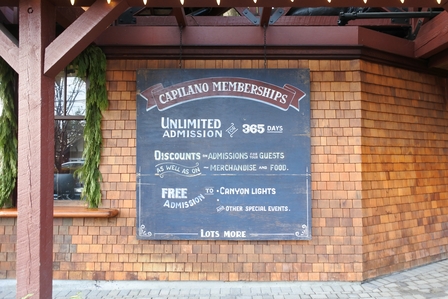 CAPILANO MEMBERSHIPS
UNLIMITED
ADMISSION for 365 DAYS
DISCOUNTS on ADMISSIONS FOR GUESTS
AS WELL AS ON MERCHANDISE AND FOOD.
FREE
ADMISSION TO • CANYON LIGHTS
AND OTHER SPECIAL EVENTS.
LOTS MORE